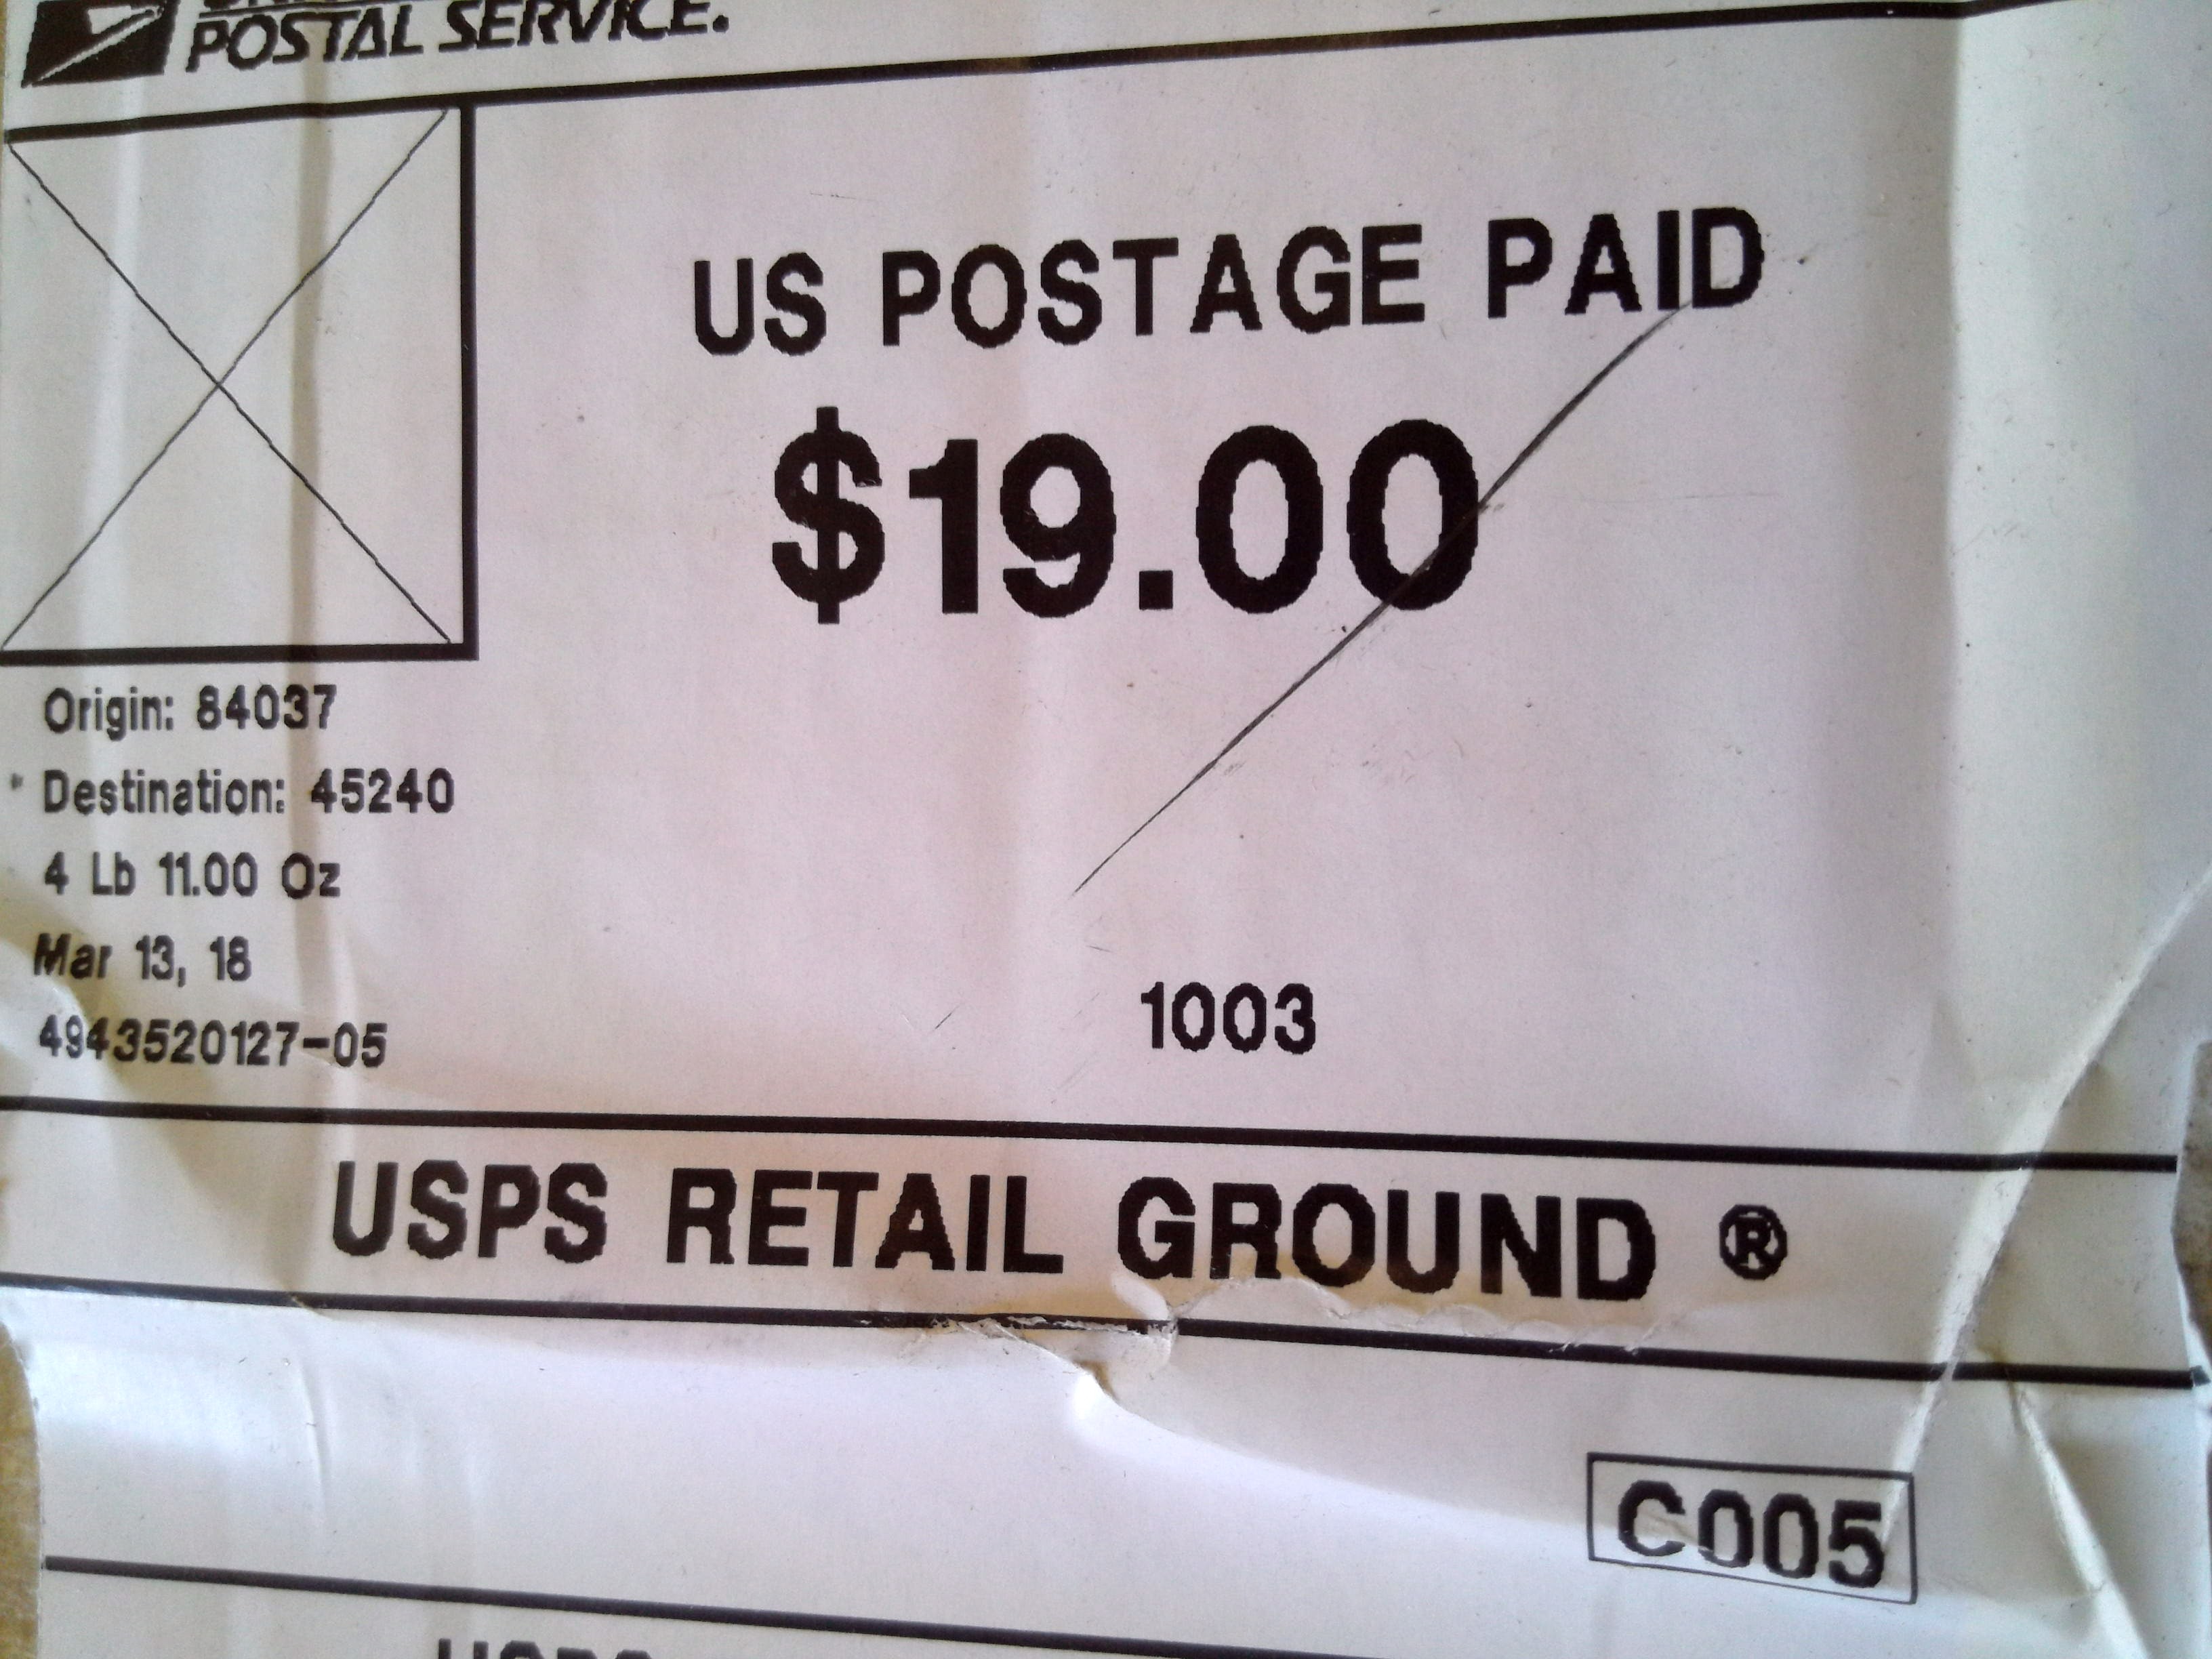 POSTAL SERVICE.
US POSTAGE PAID
$19.00
Origin: 84037
Destination: 45240
4 Lb 11.00 Oz
Mar 13, 18
4943520127-05
1003
USPS RETAIL GROUND ®
C005
USPS